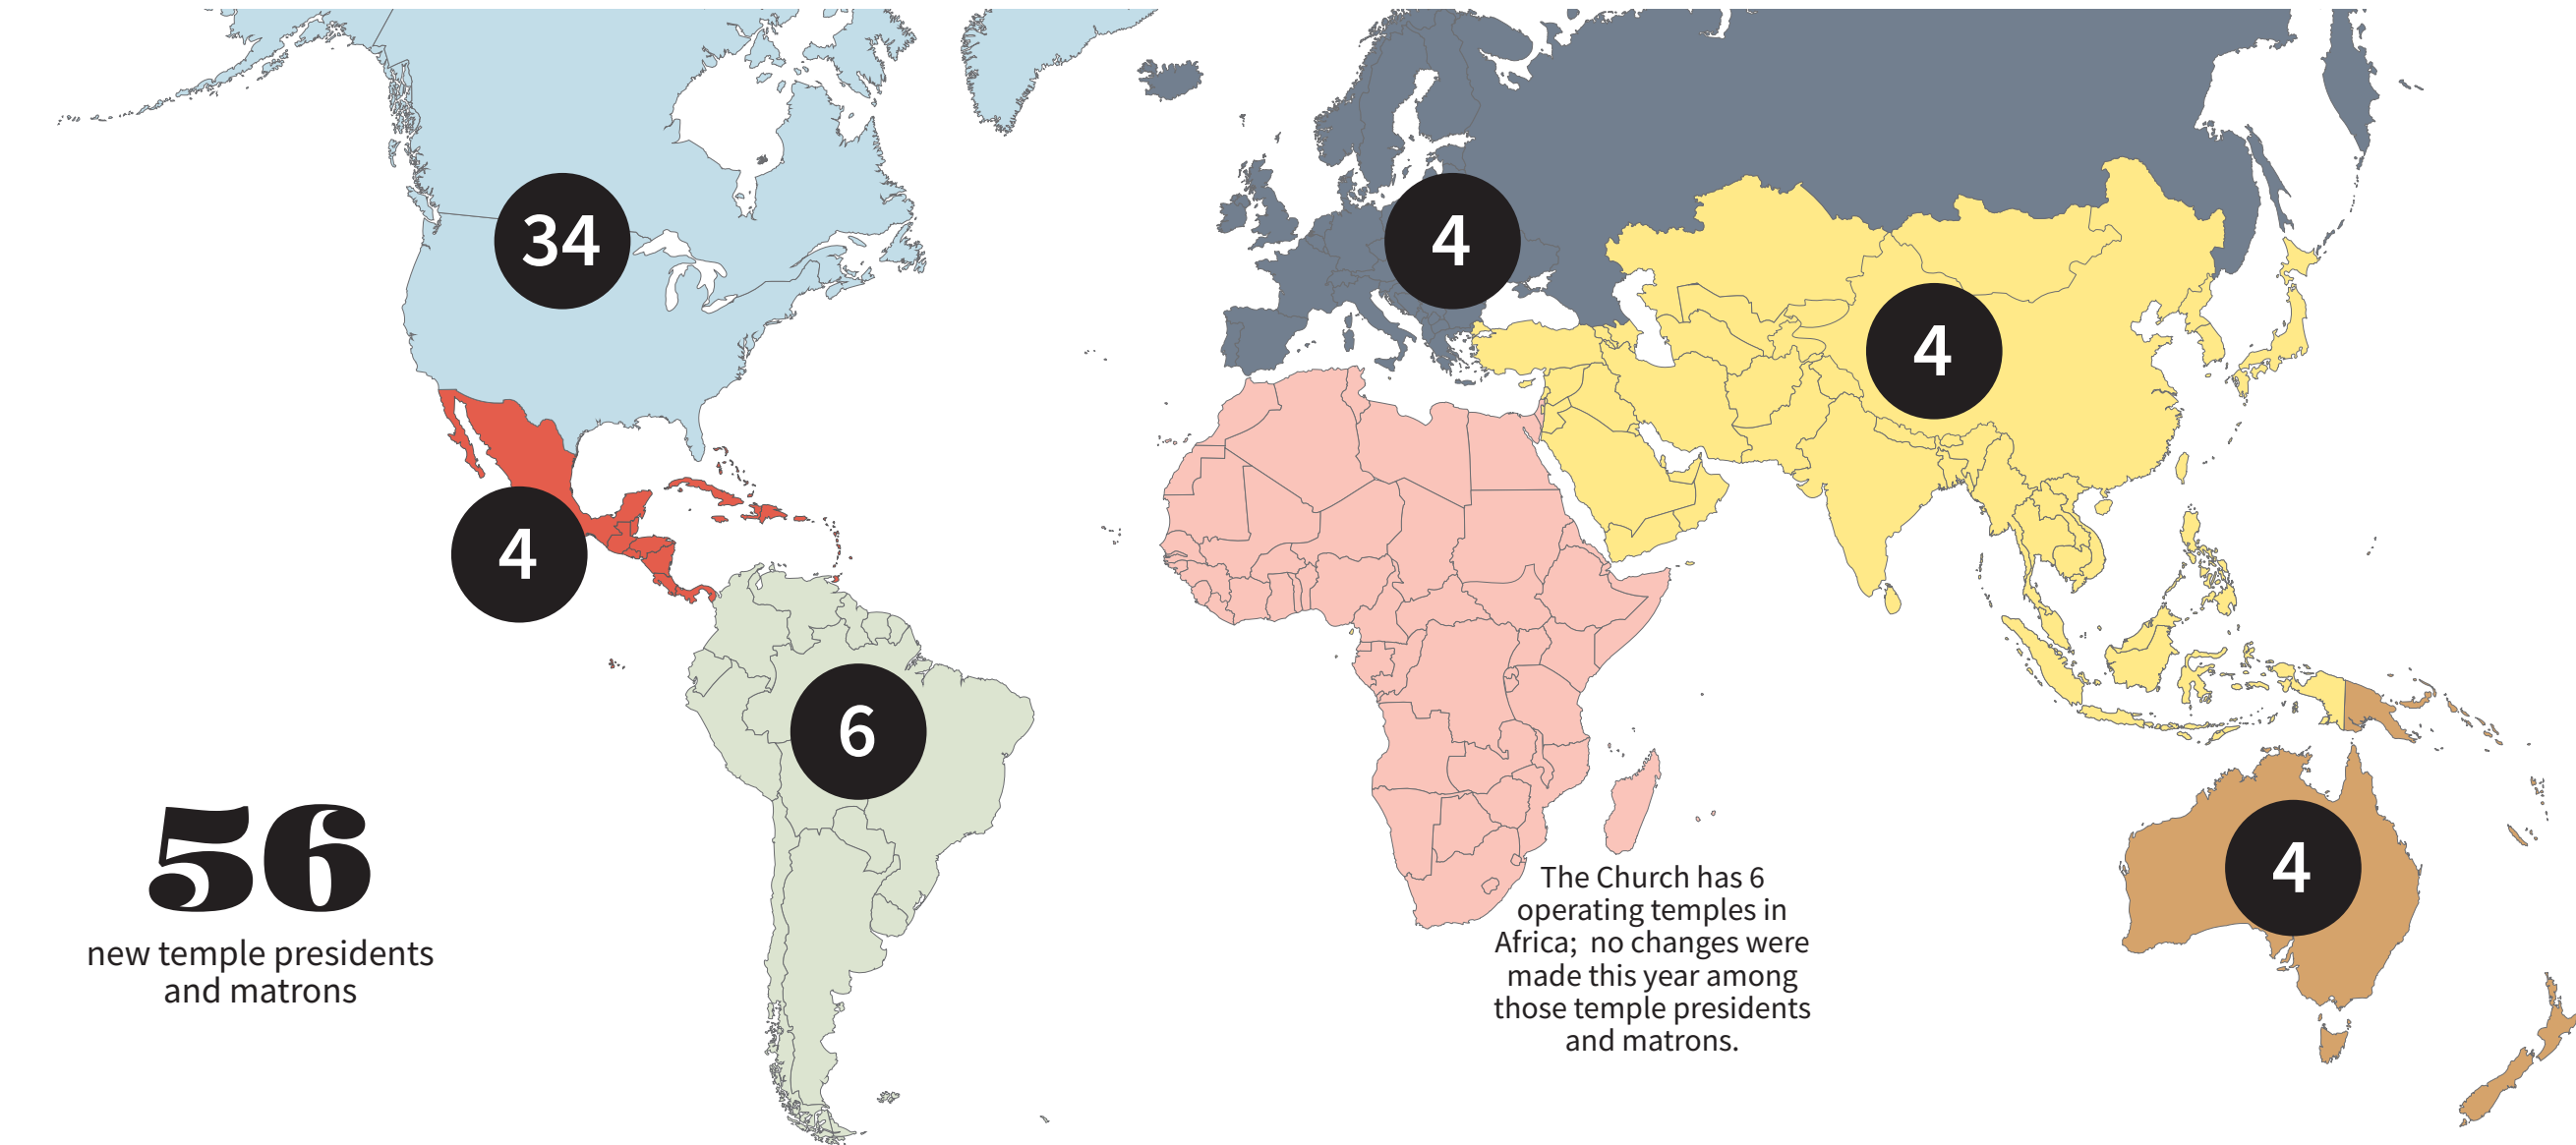 34
4
4
4
6
4
56
new temple presidents
and matrons
The Church has 6
operating temples in
Africa;  no changes were
made this year among
those temple presidents
and matrons.